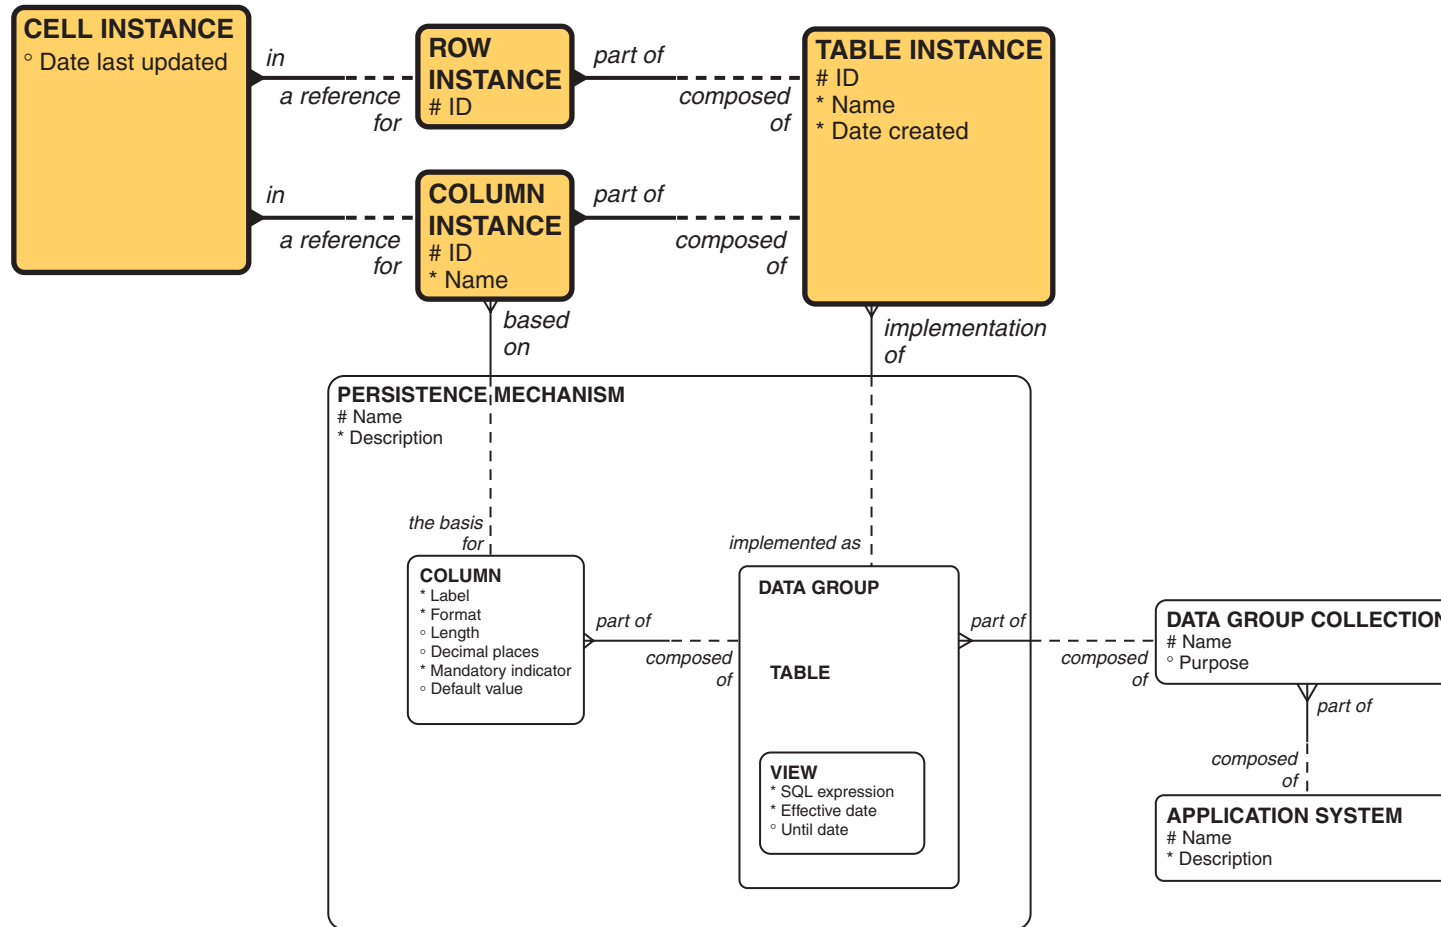 CELL INSTANCE
° Date last updated
in
a reference
for
ROW
INSTANCE
# ID
part of
composed
of
TABLE INSTANCE
# ID
* Name
* Date created
in
a reference
for
COLUMN
INSTANCE
# ID
* Name
part of
composed
of
based
on
implementation
of
PERSISTENCE MECHANISM
# Name
* Description
the basis
for
implemented as
COLUMN
* Label
* Format
° Length
° Decimal places
* Mandatory indicator
° Default value
part of
composed
of
DATA GROUP
TABLE
VIEW
* SQL expression
* Effective date
° Until date
part of
composed
of
DATA GROUP COLLECTION
# Name
° Purpose
part of
composed
of
APPLICATION SYSTEM
# Name
* Description